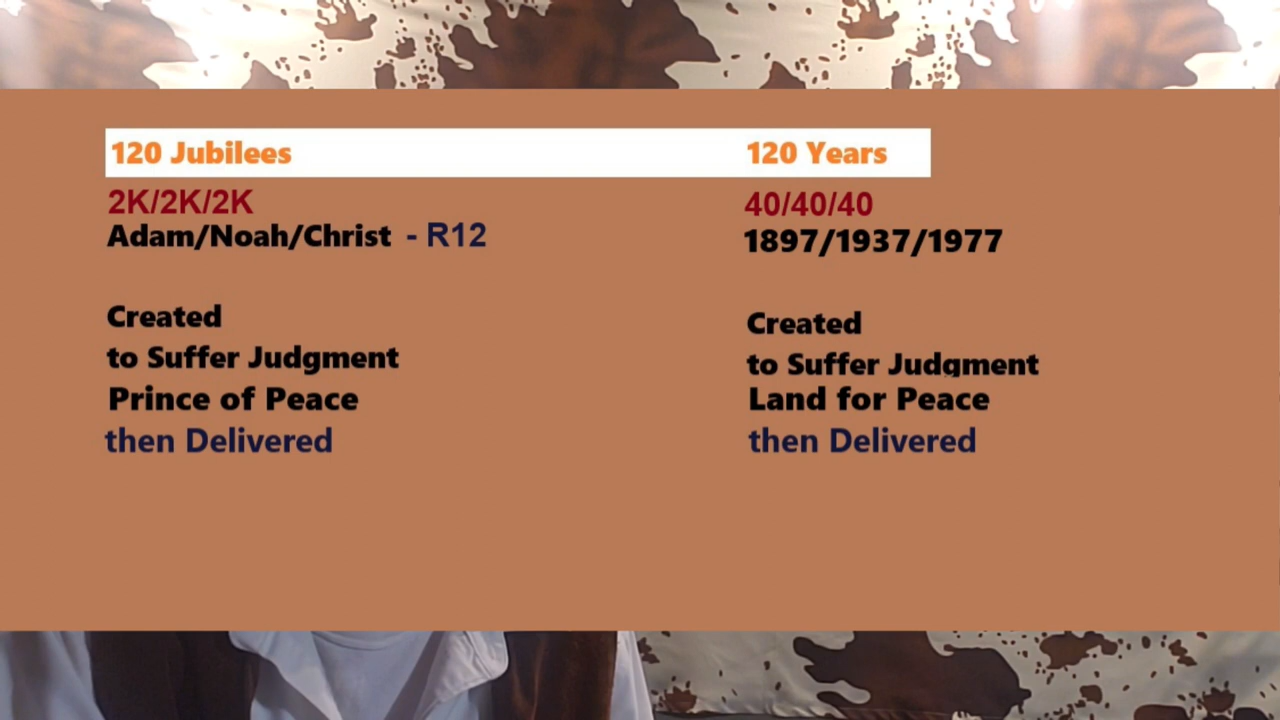 120 Jubilees
2K/2K/2K
Adam/Noah/Christ - R12
Created
to Suffer Judgment
Prince of Peace
then Delivered
120 Years
40/40/40
1897/1937/1977
Created
to Suffer Judgment
Land for Peace
then Delivered